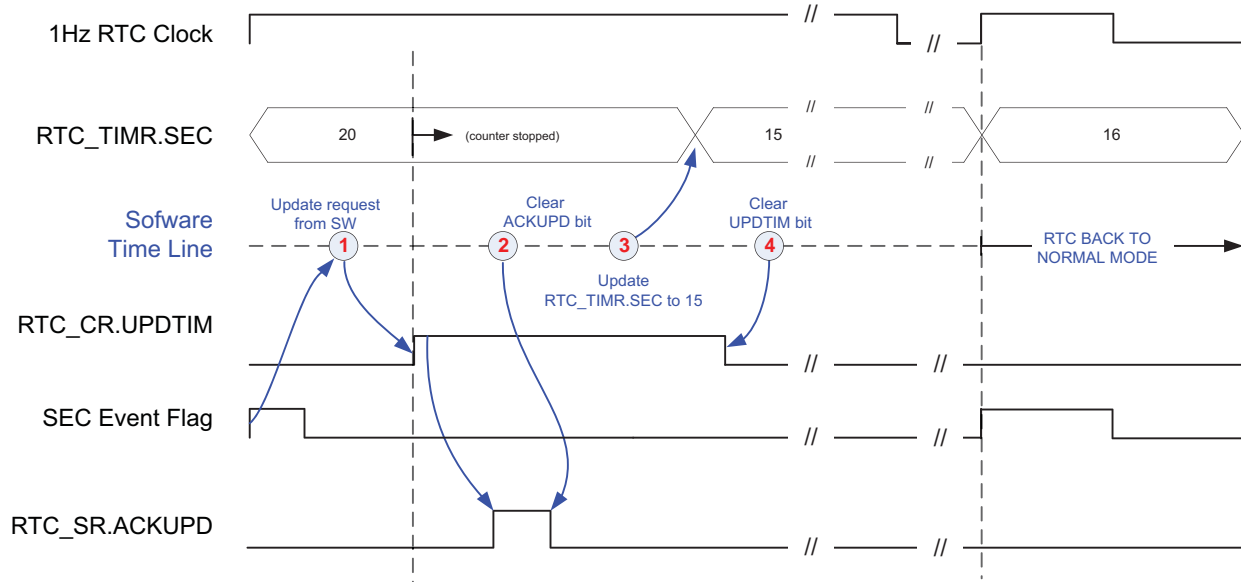 1Hz RTC Clock
//
//
RTC_TIMR.SEC
20
(counter stopped)
//
15
//
//
//
16
Sofware
Time Line
Update request
from SW
1
Clear
ACKUPD bit
2
3
Update
RTC_TIMR.SEC to 15
Clear
UPDTIM bit
4
RTC BACK TO
NORMAL MODE
RTC_CR.UPDTIM
//
//
SEC Event Flag
//
//
RTC_SR.ACKUPD
//
//